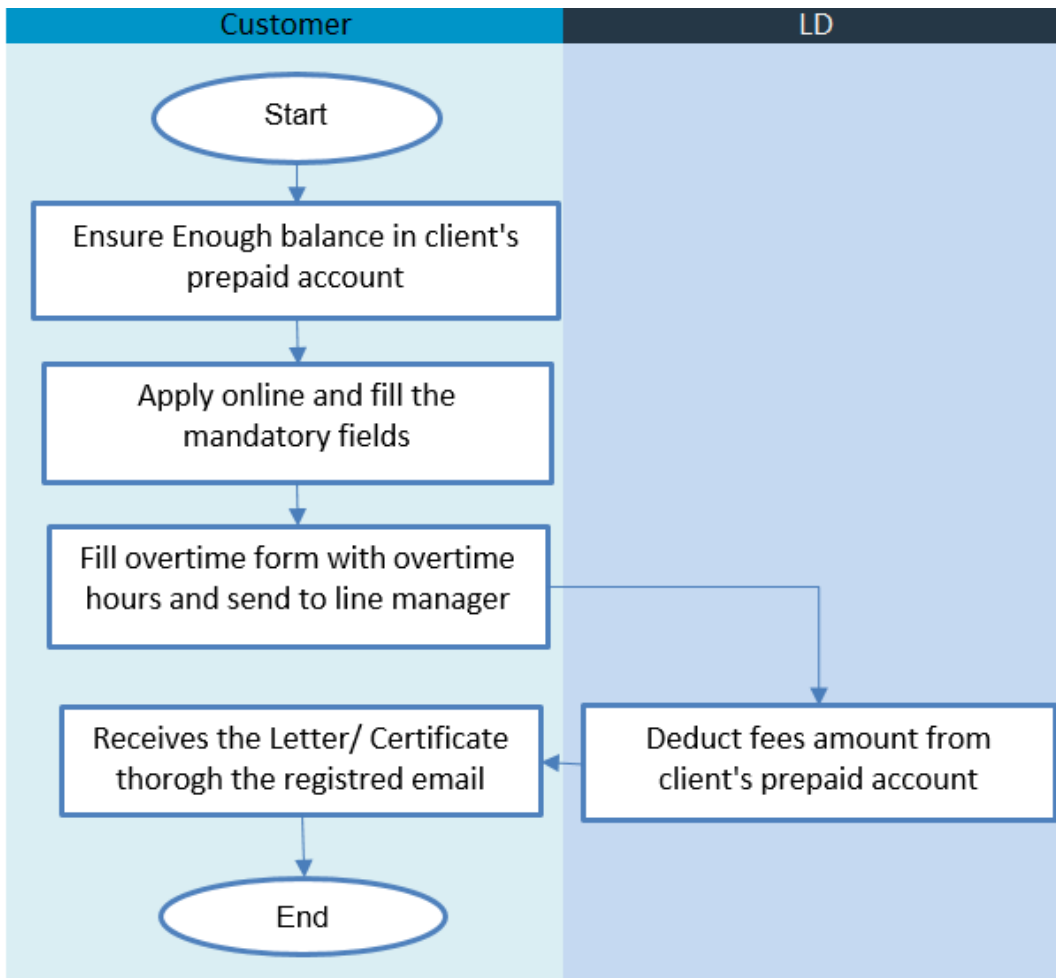 Customer
LD
Start
Ensure Enough balance in client's
prepaid account
Apply online and fill the
mandatory fields
Fill overtime form with overtime
hours and send to line manager
Receives the Letter/ Certificate
thorogh the registred email
Deduct fees amount from
client's prepaid account
End